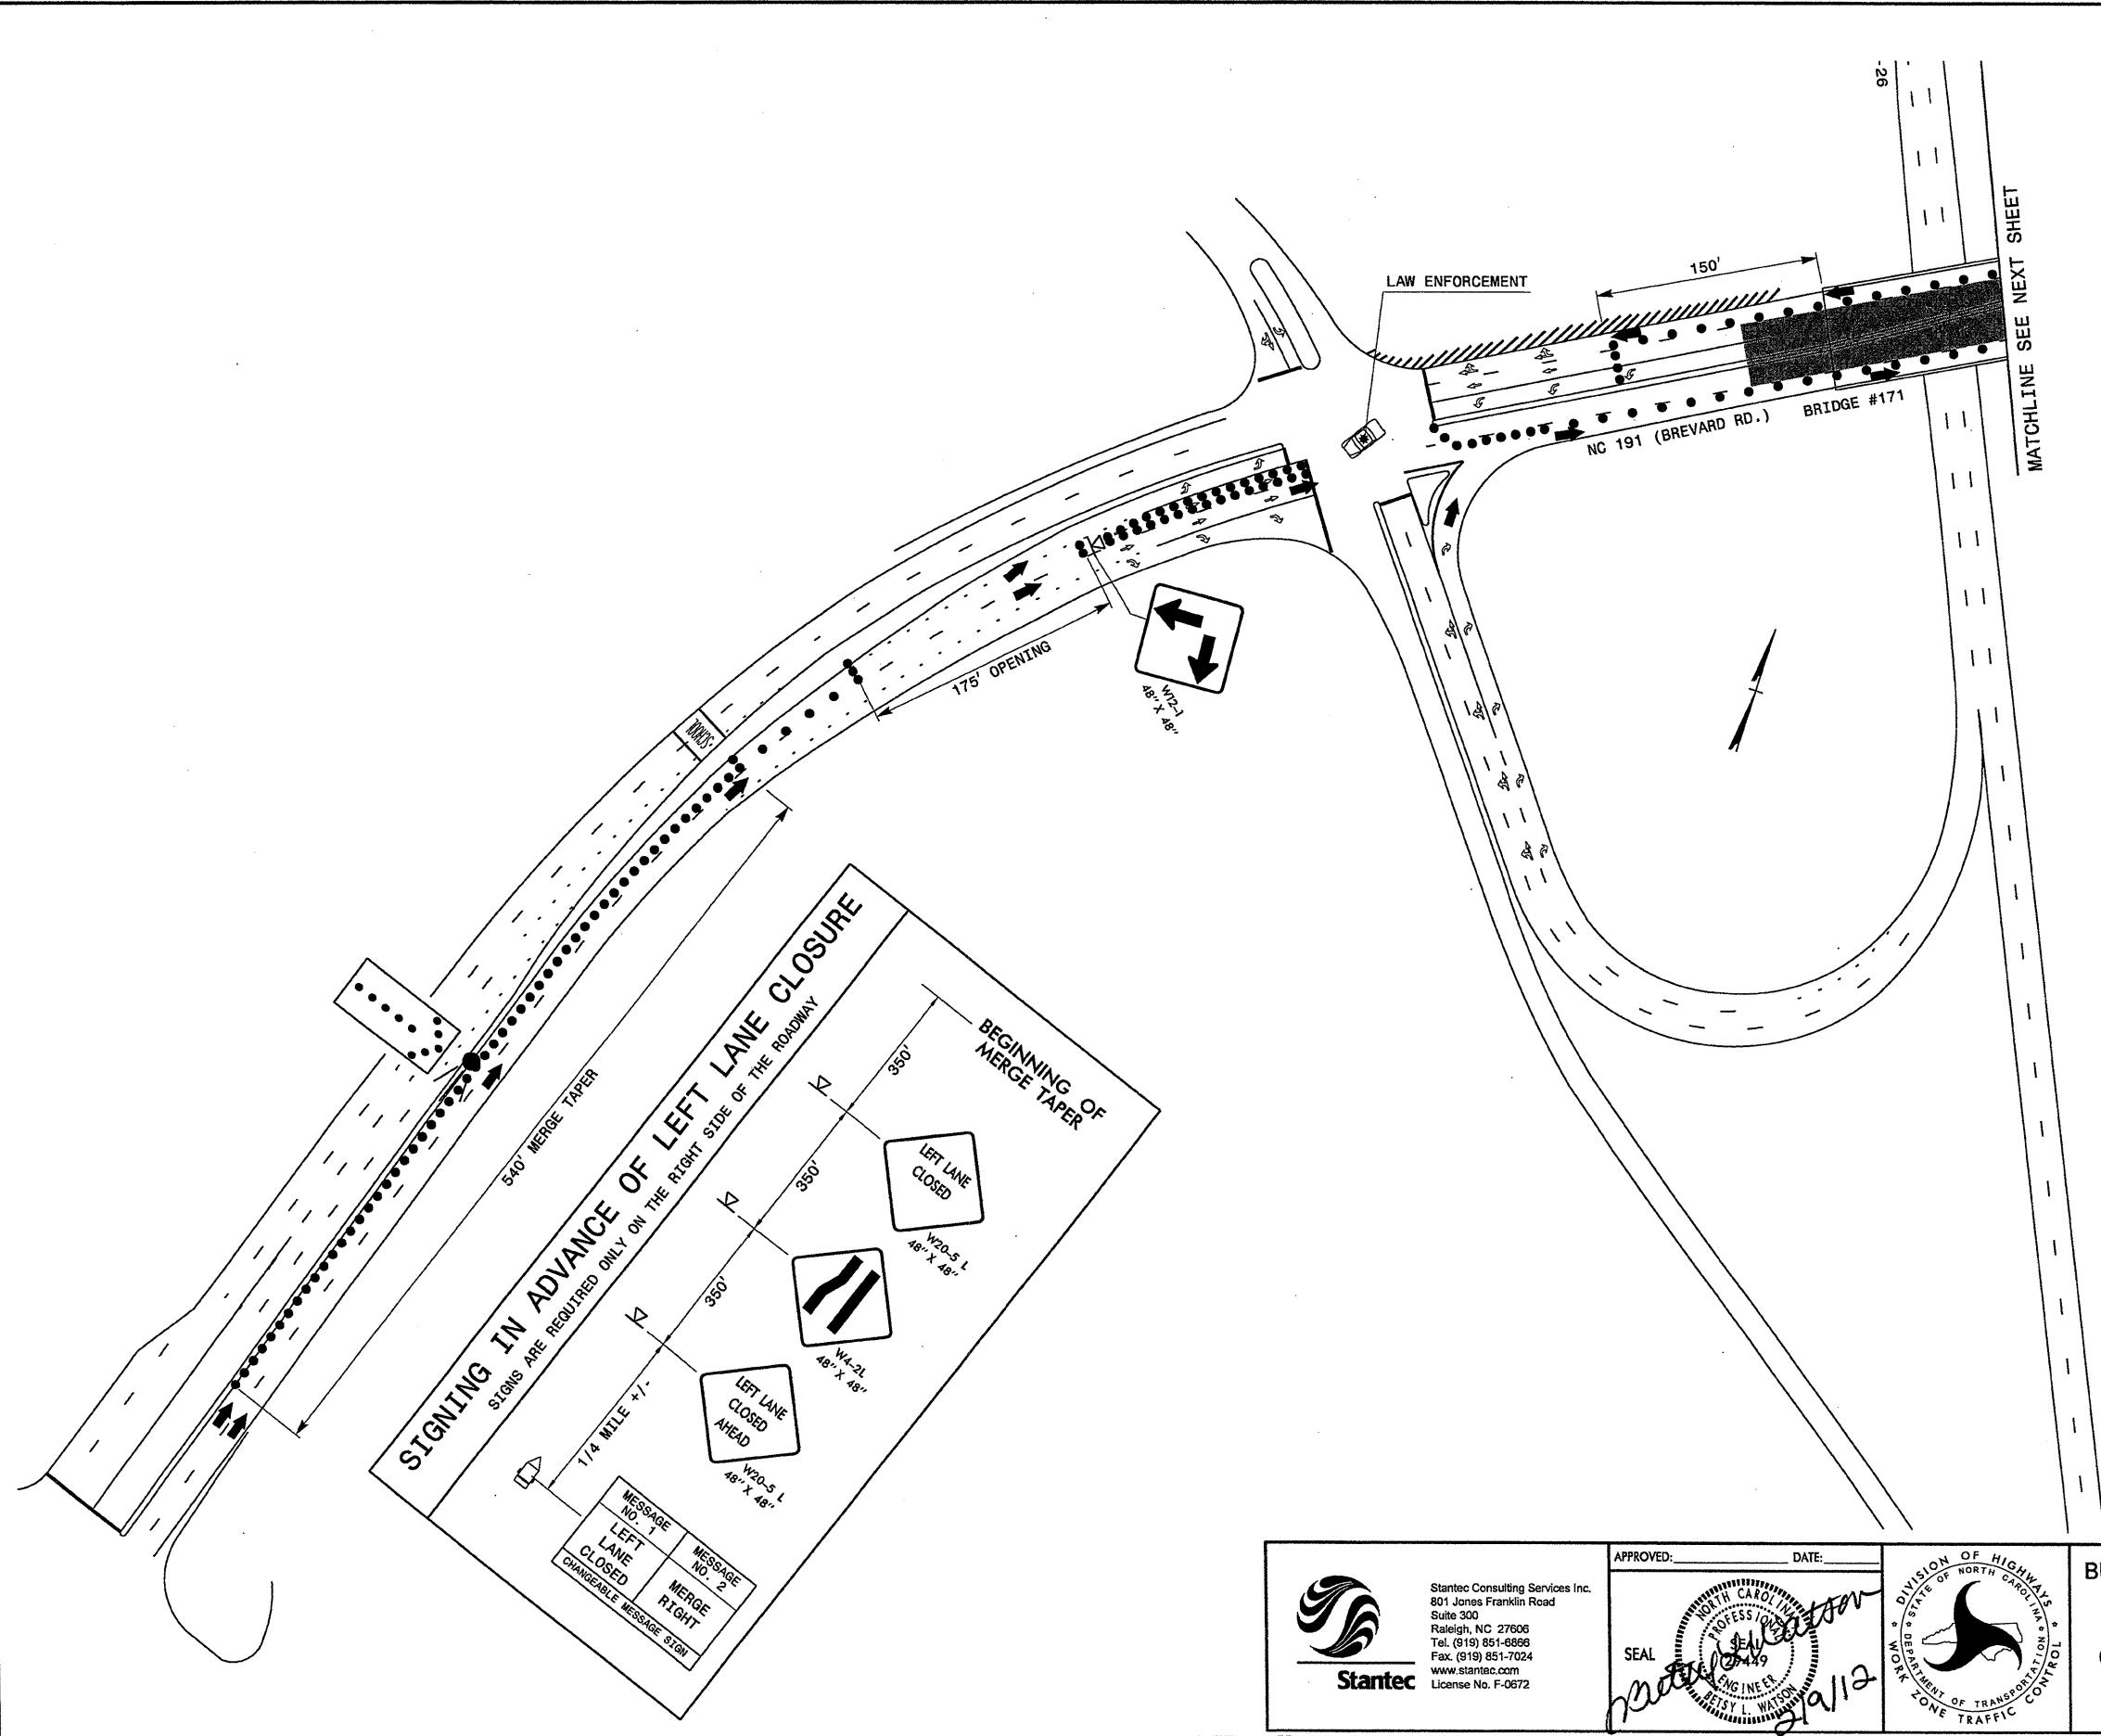 -26
MATCHLINE SEE NEXT SHEET
LAW ENFORCEMENT
150'
NC 191 (BREVARD RD.)
BRIDGE #171
175' OPENING
W12-1
48" X 48"
SCHOOL
540' MERGE TAPER
SIGNING IN ADVANCE OF LEFT LANE CLOSURE
SIGNS ARE REQUIRED ONLY ON THE RIGHT SIDE OF THE ROADWAY
BEGINNING OF
MERGE TAPER
350'
LEFT LANE
CLOSED
W20-5 L
48" X 48"
350'
W4-2L
48" X 48"
350'
LEFT LANE
CLOSED
AHEAD
W20-5 L
48" X 48"
1/4 MILE +/-
MESSAGE
NO. 1
LEFT
LANE
CLOSED
MESSAGE
NO. 2
MERGE
RIGHT
CHANGEABLE MESSAGE SIGN
Stantec
Stantec Consulting Services Inc.
801 Jones Franklin Road
Suite 300
Raleigh, NC 27606
Tel. (919) 851-6866
Fax. (919) 851-7024
www.stantec.com
License No. F-0672
APPROVED: DATE:
SEAL
NORTH CAROLINA
PROFESSIONAL
SEAL
ENGINEER
BETSY L. WATSON
Betsy L. Watson
2/9/12
DIVISION OF HIGHWAYS
STATE OF NORTH CAROLINA
DEPARTMENT OF TRANSPORTATION
WORK ZONE TRAFFIC CONTROL